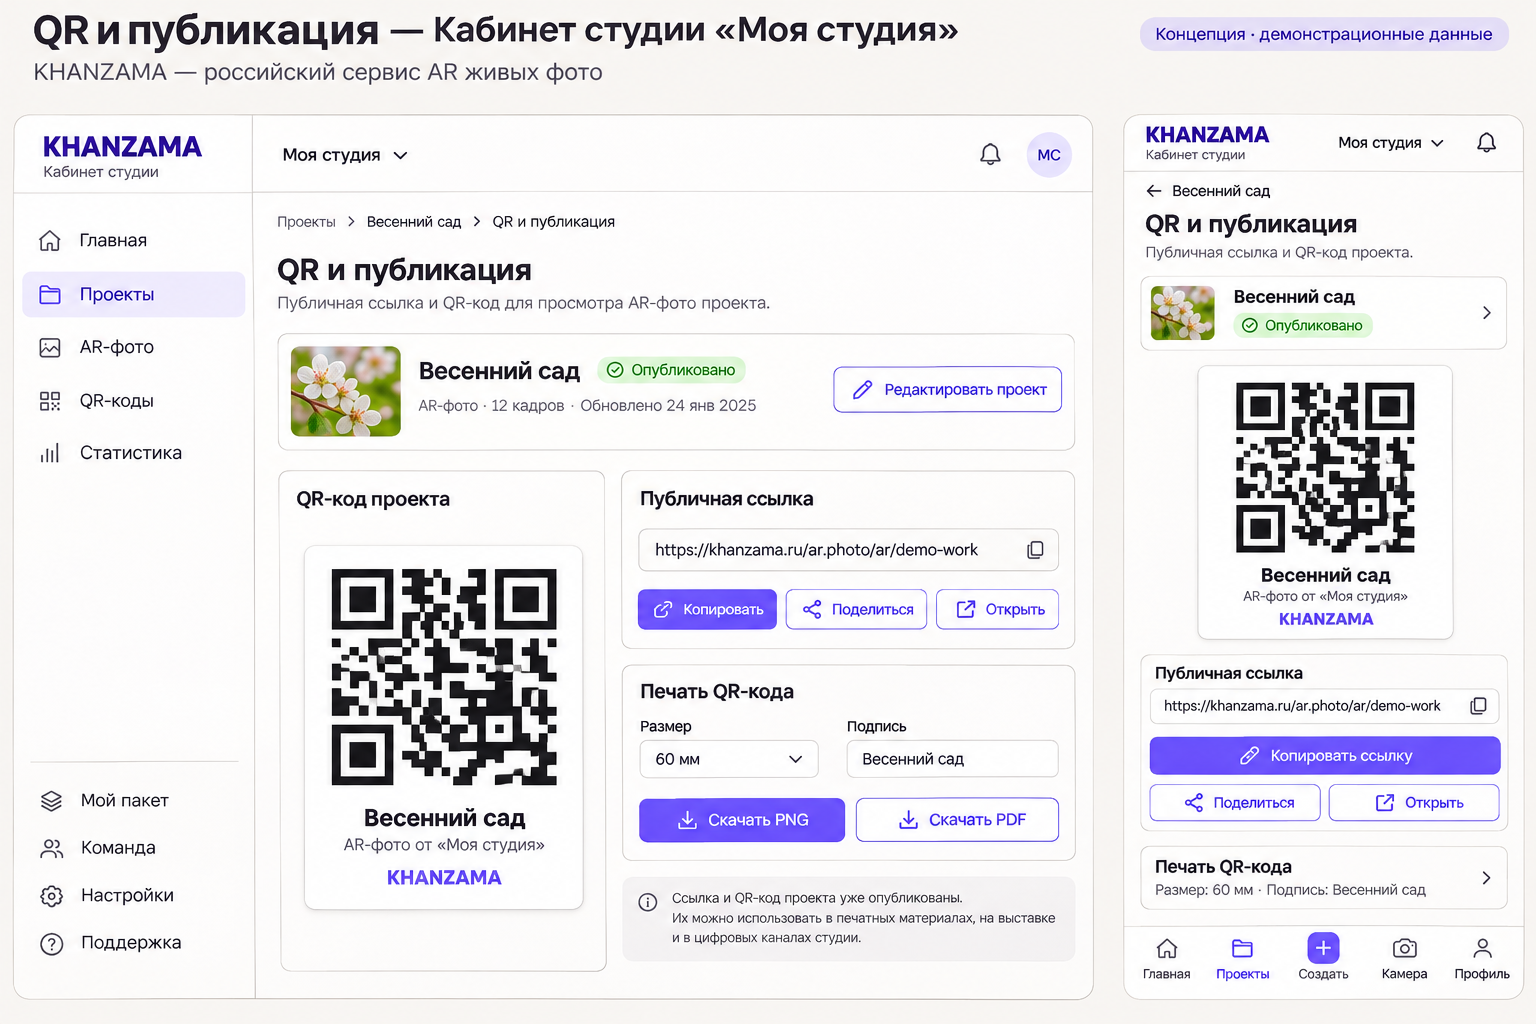 QR и публикация — Кабинет студии «Моя студия»
KHANZAMA — российский сервис AR живых фото
Концепция · демонстрационные данные
KHANZAMA
Кабинет студии
Главная
Проекты
AR-фото
QR-коды
Статистика
Мой пакет
Команда
Настройки
Поддержка
Моя студия
МС
Проекты > Весенний сад > QR и публикация
QR и публикация
Публичная ссылка и QR-код для просмотра AR-фото проекта.
Весенний сад
Опубликовано
AR-фото · 12 кадров · Обновлено 24 янв 2025
Редактировать проект
QR-код проекта
Весенний сад
AR-фото от «Моя студия»
KHANZAMA
Публичная ссылка
https://khanzama.ru/ar.photo/ar/demo-work
Копировать
Поделиться
Открыть
Печать QR-кода
Размер
Подпись
60 мм
Весенний сад
Скачать PNG
Скачать PDF
Ссылка и QR-код проекта уже опубликованы.
Их можно использовать в печатных материалах, на выставке
и в цифровых каналах студии.
KHANZAMA
Кабинет студии
Моя студия
Весенний сад
QR и публикация
Публичная ссылка и QR-код проекта.
Весенний сад
Опубликовано
Весенний сад
AR-фото от «Моя студия»
KHANZAMA
Публичная ссылка
https://khanzama.ru/ar.photo/ar/demo-work
Копировать ссылку
Поделиться
Открыть
Печать QR-кода
Размер: 60 мм · Подпись: Весенний сад
Главная
Проекты
Создать
Камера
Профиль